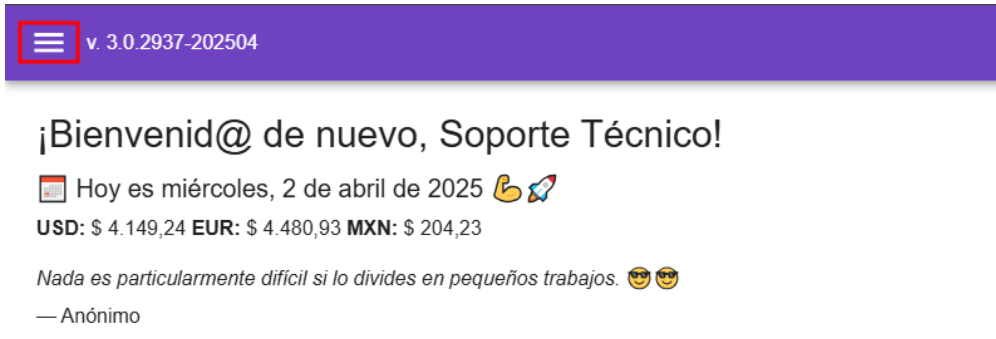 v. 3.0.2937-202504
¡Bienvenid@ de nuevo, Soporte Técnico!
Hoy es miércoles, 2 de abril de 2025 💪🚀
USD: $ 4.149,24 EUR: $ 4.480,93 MXN: $ 204,23
Nada es particularmente difícil si lo divides en pequeños trabajos. 😎😎
— Anónimo